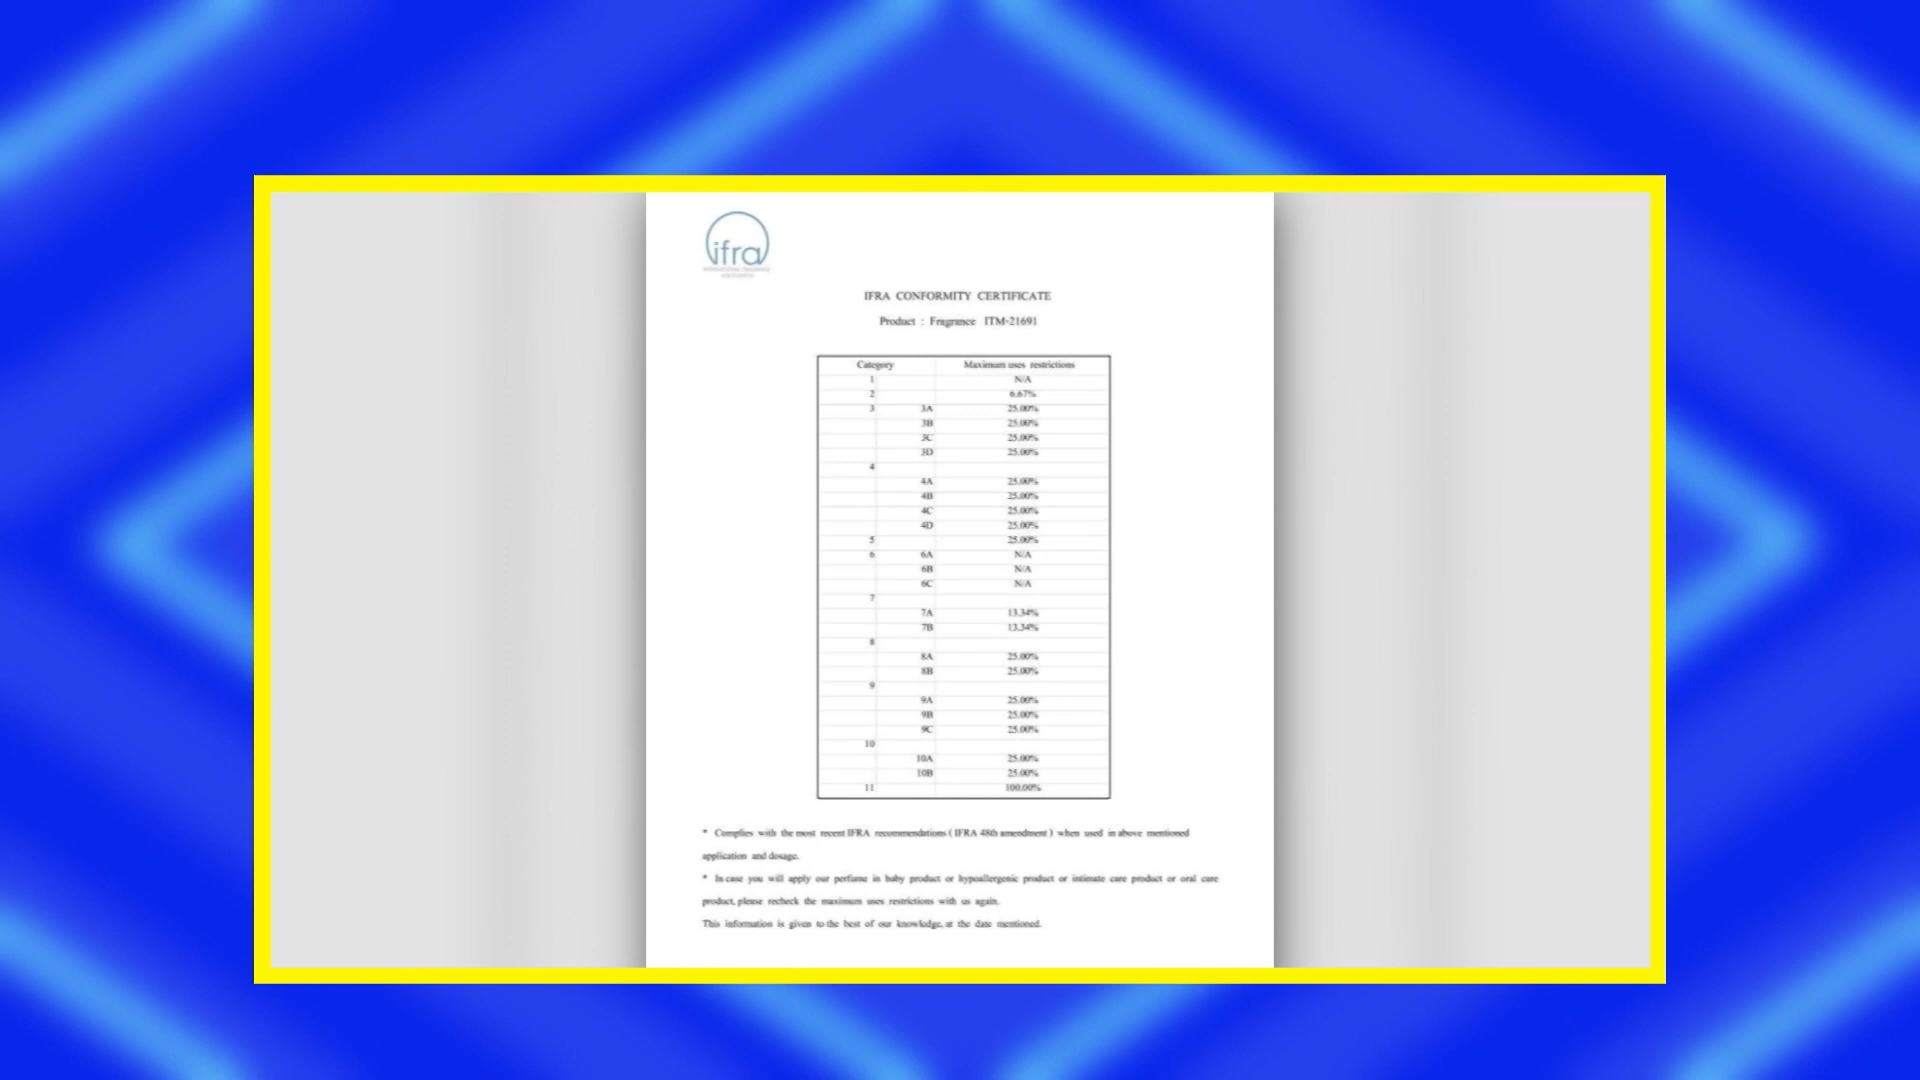 ifra
INTERNATIONAL FRAGRANCE
ASSOCIATION
IFRA CONFORMITY CERTIFICATE
Product : Fragrance ITM-21691
Category Maximum uses restrictions
1 N/A
2 6.67%
3 3A 25.00%
3B 25.00%
3C 25.00%
3D 25.00%
4
4A 25.00%
4B 25.00%
4C 25.00%
4D 25.00%
5 25.00%
6 6A N/A
6B N/A
6C N/A
7
7A 13.34%
7B 13.34%
8
8A 25.00%
8B 25.00%
9
9A 25.00%
9B 25.00%
9C 25.00%
10
10A 25.00%
10B 25.00%
11 100.00%
* Complies with the most recent IFRA recommendations ( IFRA 48th amendment ) when used in above mentioned
application and dosage.
* In case you will apply our perfume in baby product or hypoallergenic product or intimate care product or oral care
product, please recheck the maximum uses restrictions with us again.
This information is given to the best of our knowledge, at the date mentioned.